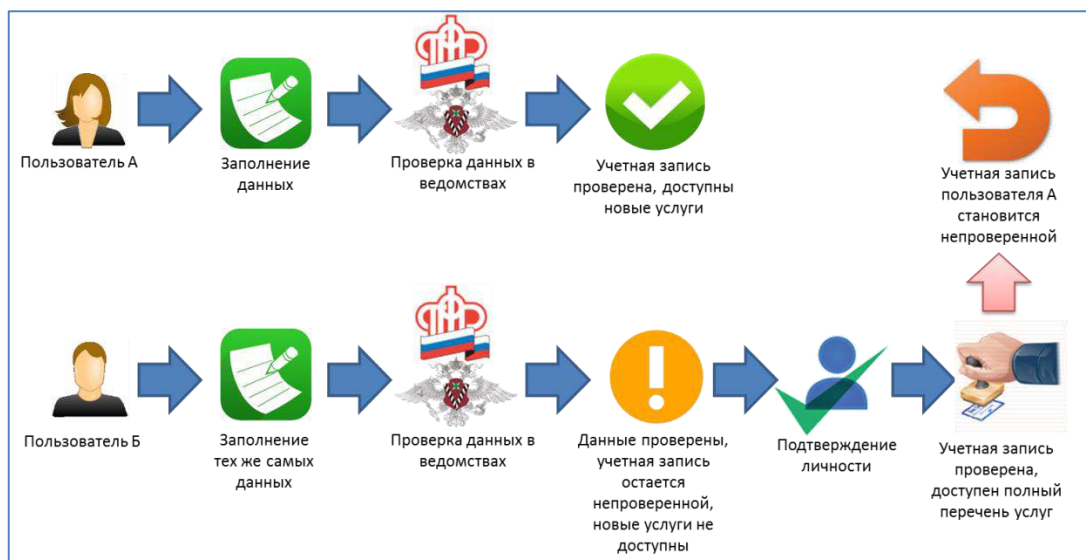 Пользователь А
Заполнение
данных
Проверка данных в
ведомствах
Учетная запись
проверена, доступны
новые услуги
Учетная запись
пользователя А
становится
непроверенной
Пользователь Б
Заполнение
тех же самых
данных
Проверка данных в
ведомствах
Данные проверены,
учетная запись
остается
непроверенной,
новые услуги не
доступны
Подтверждение
личности
Учетная запись
проверена,
доступен полный
перечень услуг